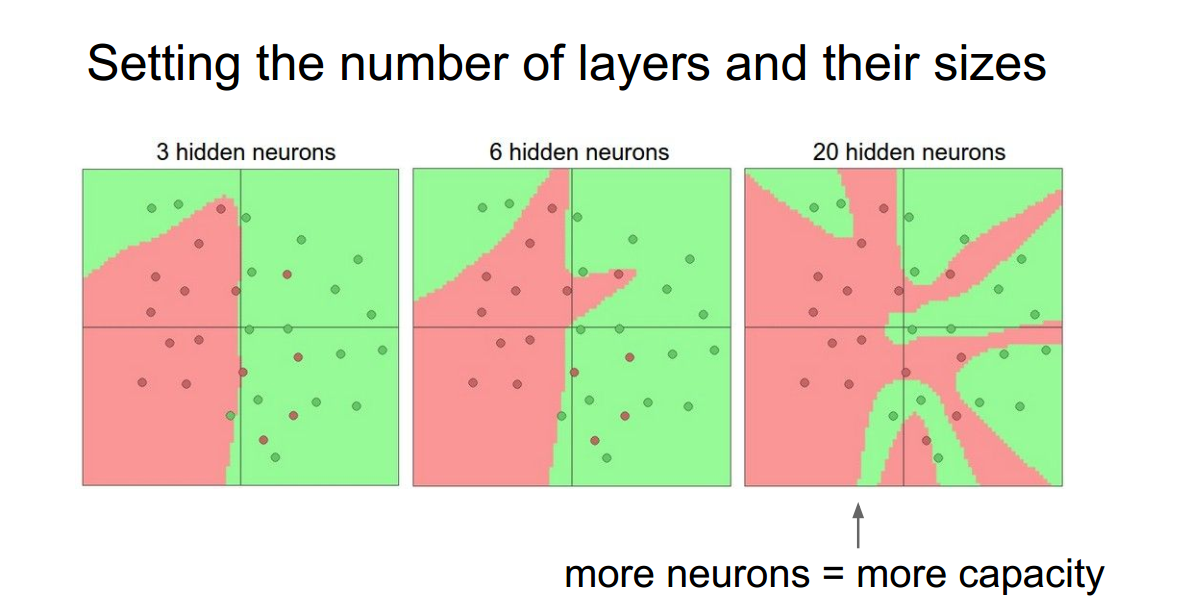 Setting the number of layers and their sizes
3 hidden neurons
6 hidden neurons
20 hidden neurons
more neurons = more capacity